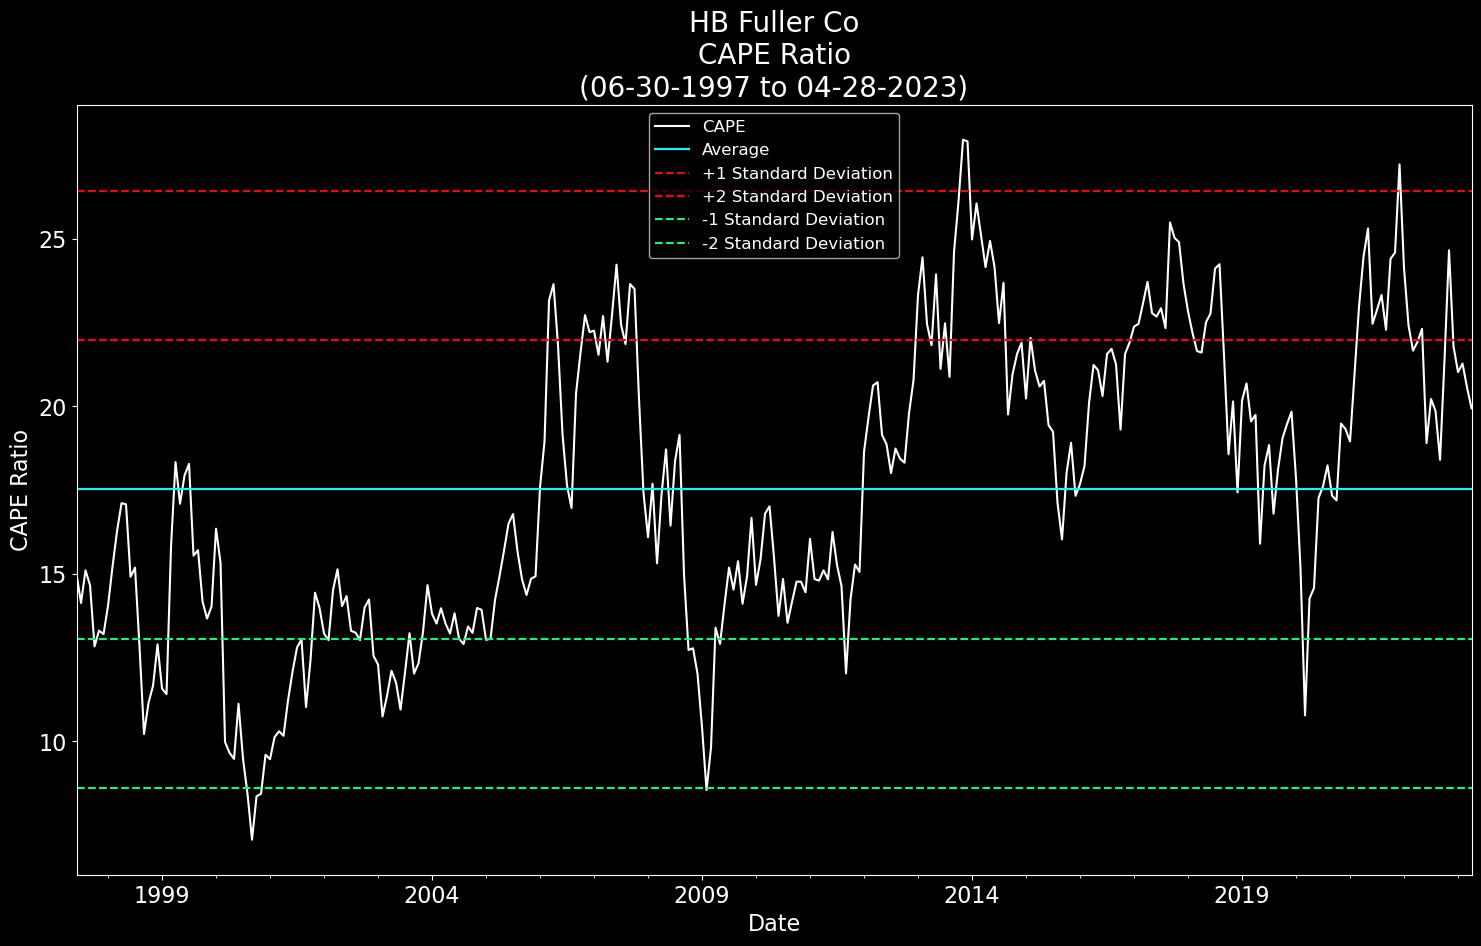 HB Fuller Co
CAPE Ratio
(06-30-1997 to 04-28-2023)
CAPE
Average
+1 Standard Deviation
+2 Standard Deviation
-1 Standard Deviation
-2 Standard Deviation
CAPE Ratio
25
20
15
10
1999
2004
2009
2014
2019
Date